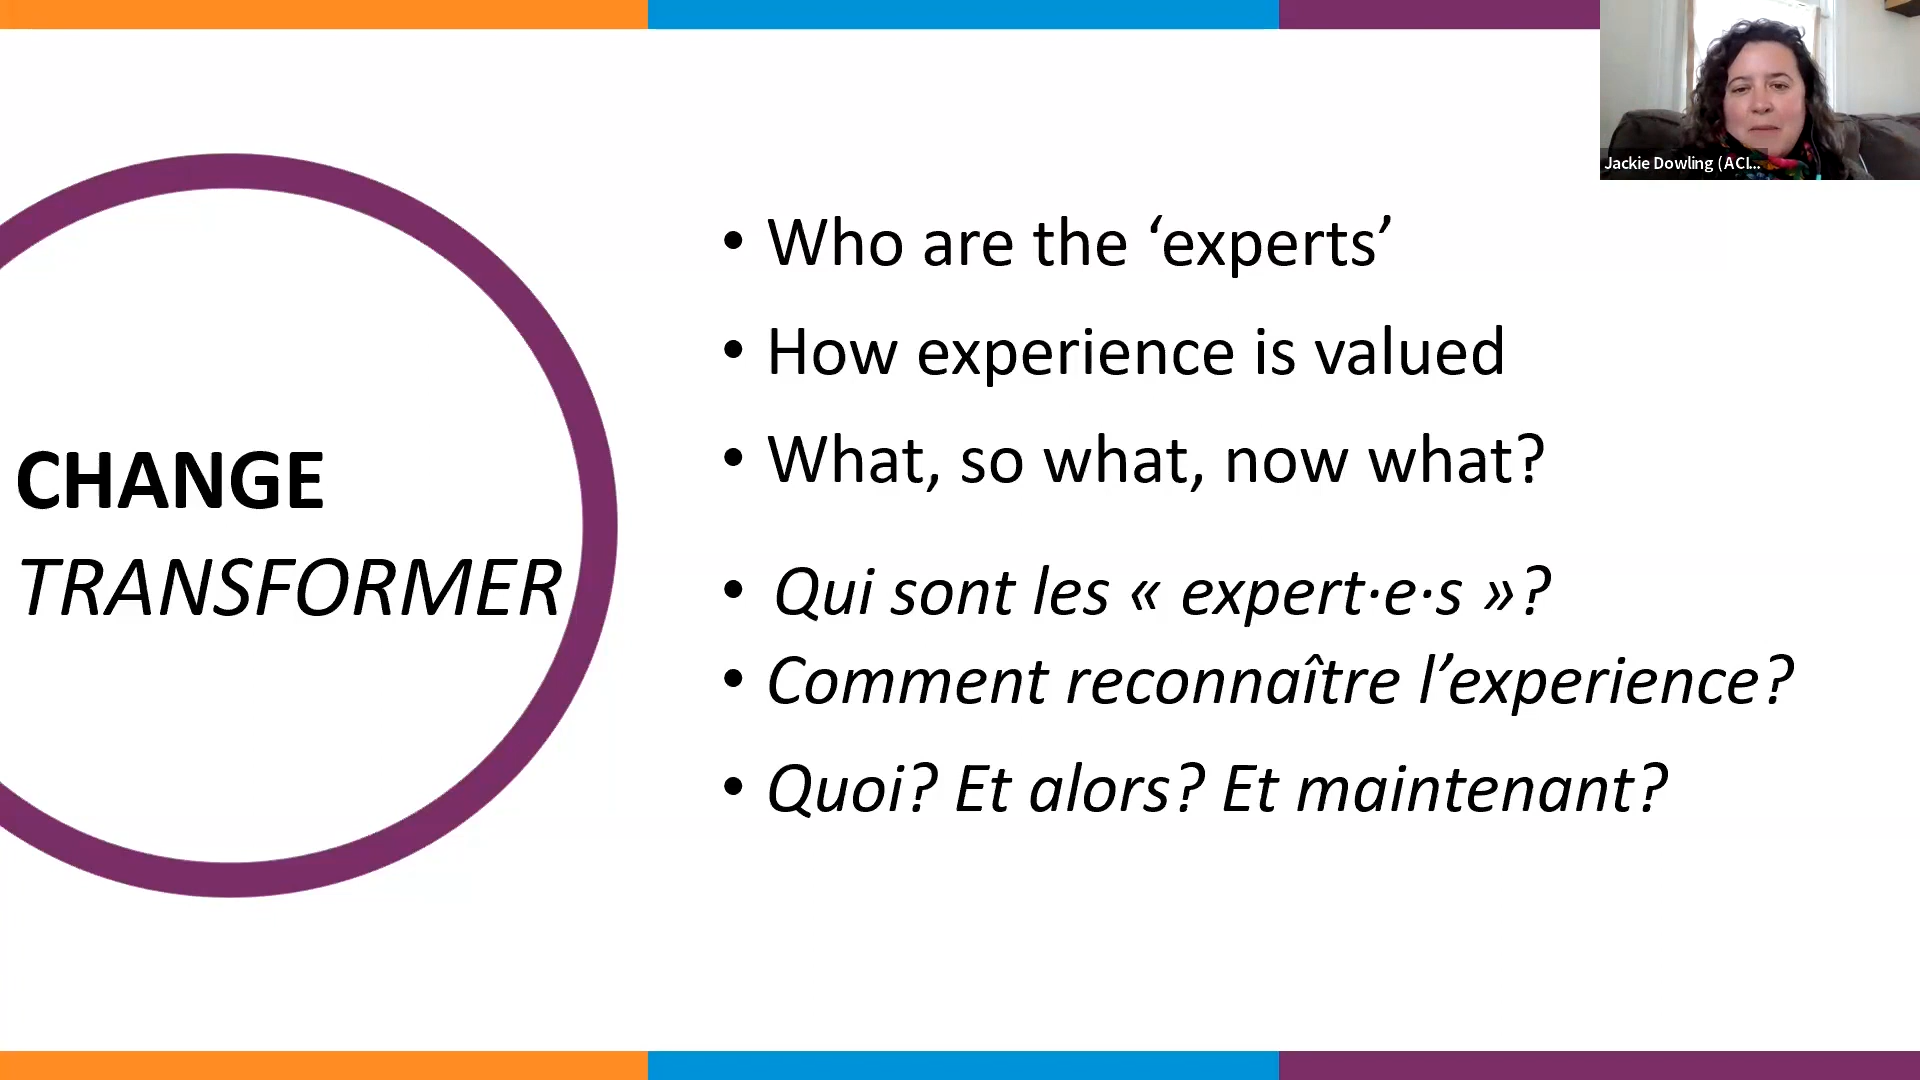 Jackie Dowling (ACI...
CHANGE
TRANSFORMER
• Who are the ‘experts’
• How experience is valued
• What, so what, now what?
• Qui sont les « expert·e·s »?
• Comment reconnaître l’experience?
• Quoi? Et alors? Et maintenant?